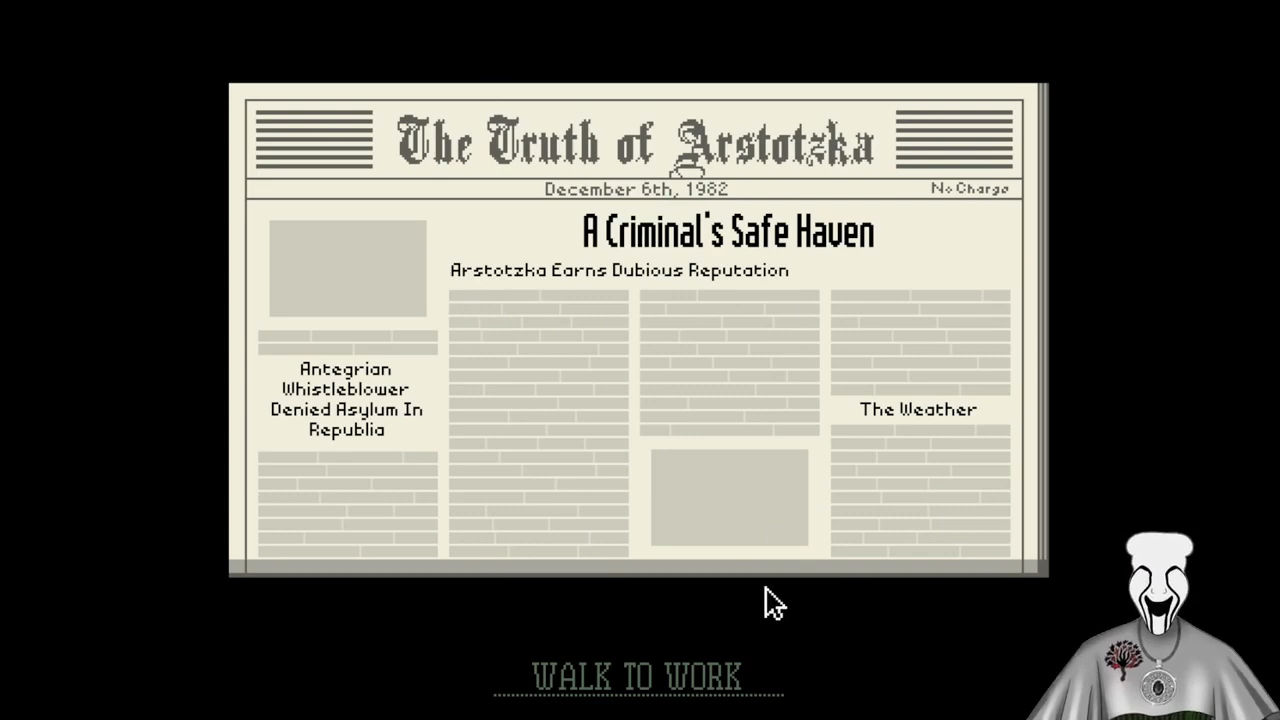 The Truth of Arstotzka
December 6th, 1982
No Charge
A Criminal's Safe Haven
Arstotzka Earns Dubious Reputation
Antegrian
Whistleblower
Denied Asylum In
Republia
The Weather
WALK TO WORK